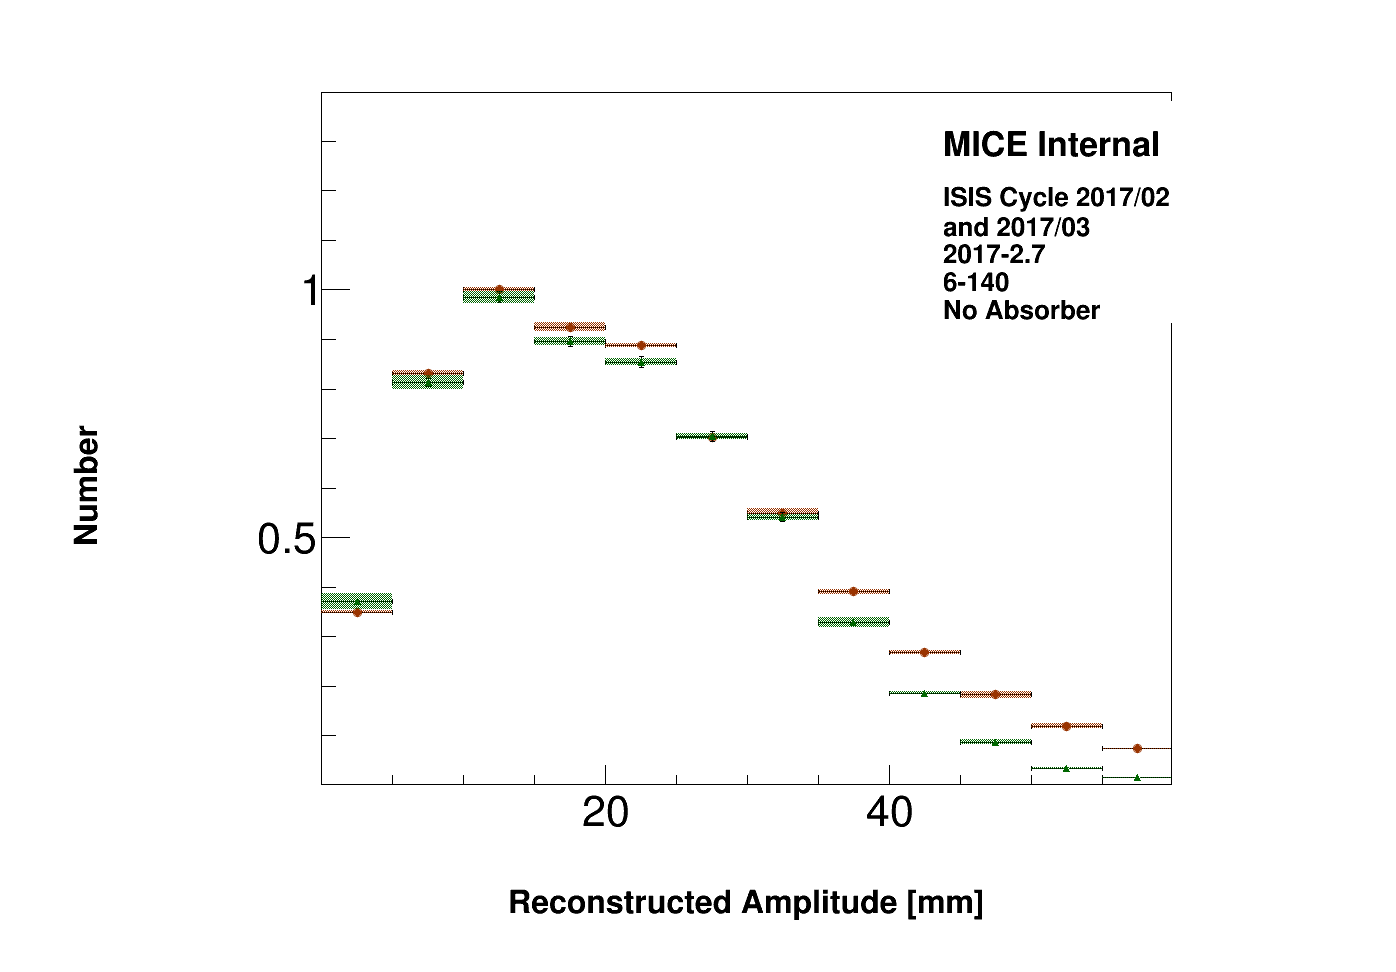 MICE Internal
ISIS Cycle 2017/02
and 2017/03
2017-2.7
6-140
No Absorber
1
0.5
Number
20
40
Reconstructed Amplitude [mm]